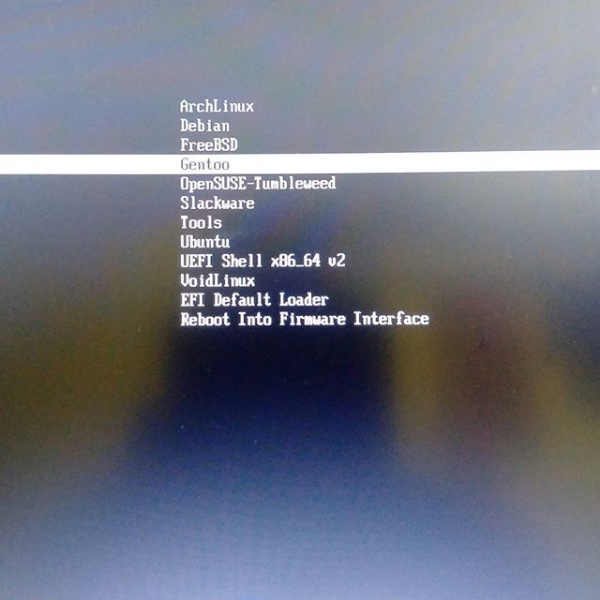 ArchLinux
Debian
FreeBSD
Gentoo
OpenSUSE-Tumbleweed
Slackware
Tools
Ubuntu
UEFI Shell x86_64 v2
VoidLinux
EFI Default Loader
Reboot Into Firmware Interface